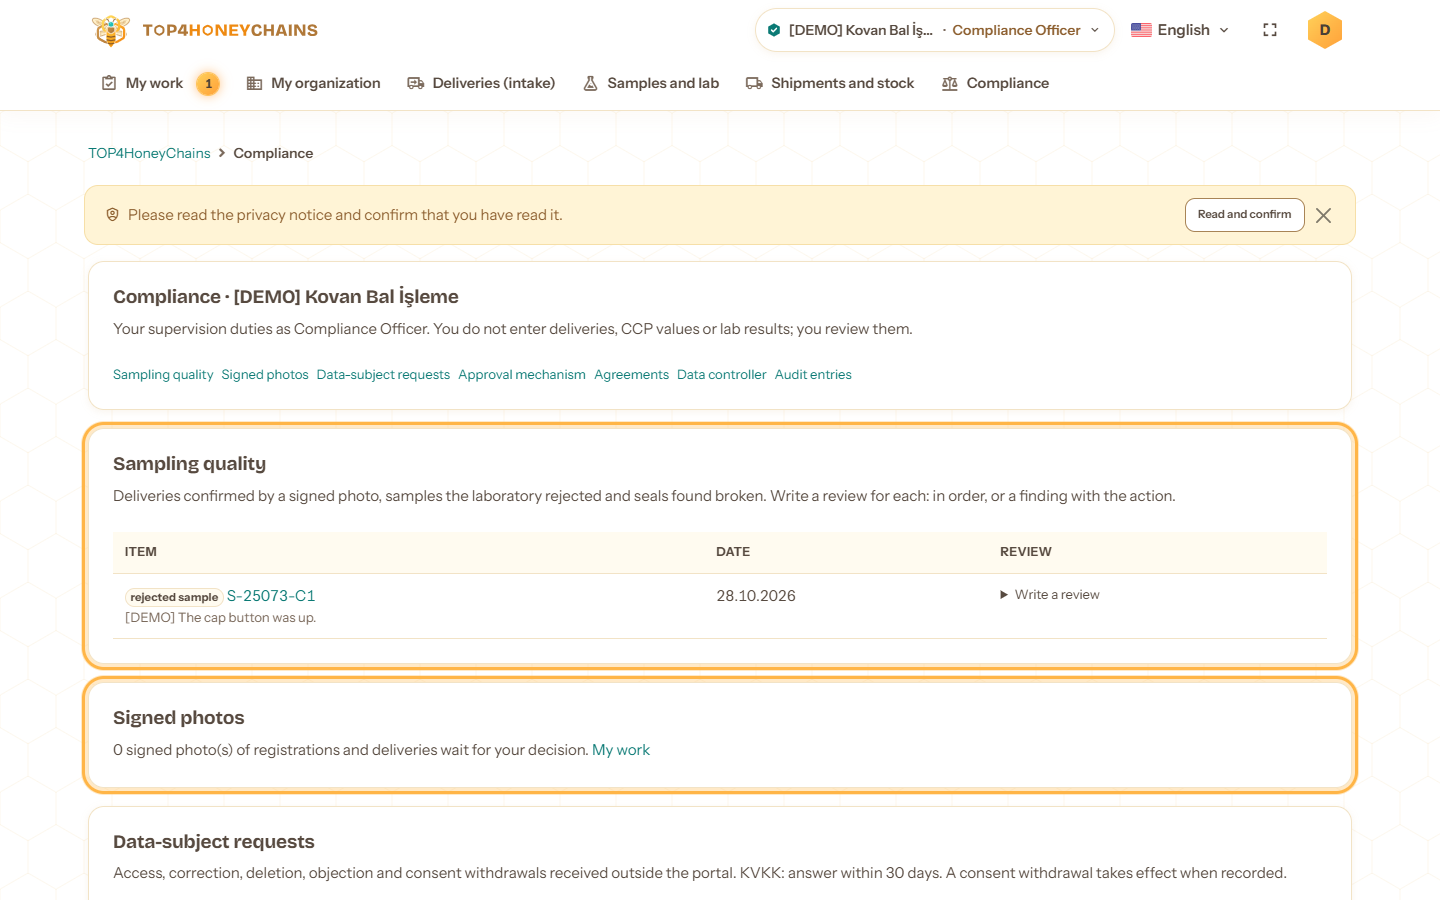 TOP4HONEYCHAINS
[DEMO] Kovan Bal İş... · Compliance Officer
English
D
My work 1
My organization
Deliveries (intake)
Samples and lab
Shipments and stock
Compliance
TOP4HoneyChains > Compliance
Please read the privacy notice and confirm that you have read it.
Read and confirm
Compliance · [DEMO] Kovan Bal İşleme
Your supervision duties as Compliance Officer. You do not enter deliveries, CCP values or lab results; you review them.
Sampling quality Signed photos Data-subject requests Approval mechanism Agreements Data controller Audit entries
Sampling quality
Deliveries confirmed by a signed photo, samples the laboratory rejected and seals found broken. Write a review for each: in order, or a finding with the action.
ITEM DATE REVIEW
rejected sample S-25073-C1 28.10.2026 Write a review
[DEMO] The cap button was up.
Signed photos
0 signed photo(s) of registrations and deliveries wait for your decision. My work
Data-subject requests
Access, correction, deletion, objection and consent withdrawals received outside the portal. KVKK: answer within 30 days. A consent withdrawal takes effect when recorded.